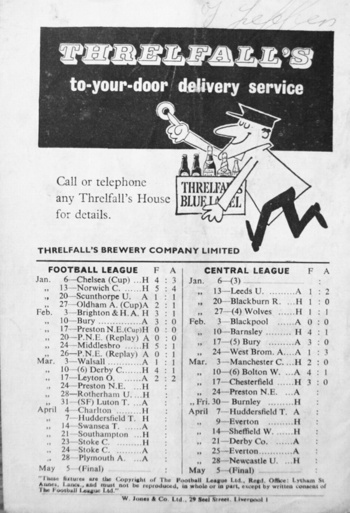 THRELFALL'S
to-your-door delivery service
Call or telephone
any Threlfall's House
for details.
THRELFALL'S
BLUE LABEL
THRELFALL'S BREWERY COMPANY LIMITED
FOOTBALL LEAGUE F A
Jan. 6—Chelsea (Cup) ...H 4 : 3
„ 13—Norwich C. ...H 5 : 4
„ 20—Scunthorpe U. A 1 : 1
„ 27—Oldham A. (Cup)A 2 : 1
Feb. 3—Brighton & H.A. H 3 : 1
„ 10—Bury ...A 3 : 0
„ 17—Preston N.E.(Cup)H 0 : 0
„ 20—P.N.E. (Replay) A 0 : 0
„ 24—Middlesbro ...H 5 : 1
„ 26—P.N.E. (Replay) A 0 : 1
Mar. 3—Walsall ...A 1 : 1
„ 10—(6) Derby C. ...H 4 : 1
„ 17—Leyton O. ...A 2 : 2
„ 24—Preston N.E. ...H :
„ 28—Rotherham U. ...H :
„ 31—(SF) Luton T. ...A :
April 4—Charlton ...H :
„ 7—Huddersfield T. H :
„ 14—Swansea T. ...A :
„ 21—Southampton ...H :
„ 23—Stoke C. ...H :
„ 24—Stoke C. ...A :
„ 28—Plymouth A. ...A :
May 5—(Final) :
CENTRAL LEAGUE F A
Jan. 6—(3) :
„ 13—Leeds U. ...A 1 : 2
„ 20—Blackburn R. ...H 1 : 0
„ 27—(4) Wolves ...H 1 : 1
Feb. 3—Blackpool ...A 0 : 0
„ 10—Barnsley ...H 4 : 1
„ 17—(5) Bury ...A 3 : 0
„ 24—West Brom. A. ...A 1 : 3
Mar. 3—Manchester C. ...H 2 : 0
„ 10—(6) Bolton W. ...A 4 : 1
„ 17—Chesterfield ...H 3 : 0
„ 24—Preston N.E. ...A :
„ Fri. 30—Burnley ...H :
April 7—Huddersfield T. A :
„ 9—Everton ...H :
„ 14—Sheffield W. ...H :
„ 21—Derby Co. ...A :
„ 25—Everton ...A :
„ 28—Newcastle U. ...H :
May 5—(Final) :
"These fixtures are the Copyright of The Football League Ltd., Regd. Office: Lytham St
Annes, Lancs., and must not be reproduced, in whole or in part, except by written consent of
The Football League Ltd."
W. Jones & Co. Ltd., 29 Seel Street, Liverpool 1